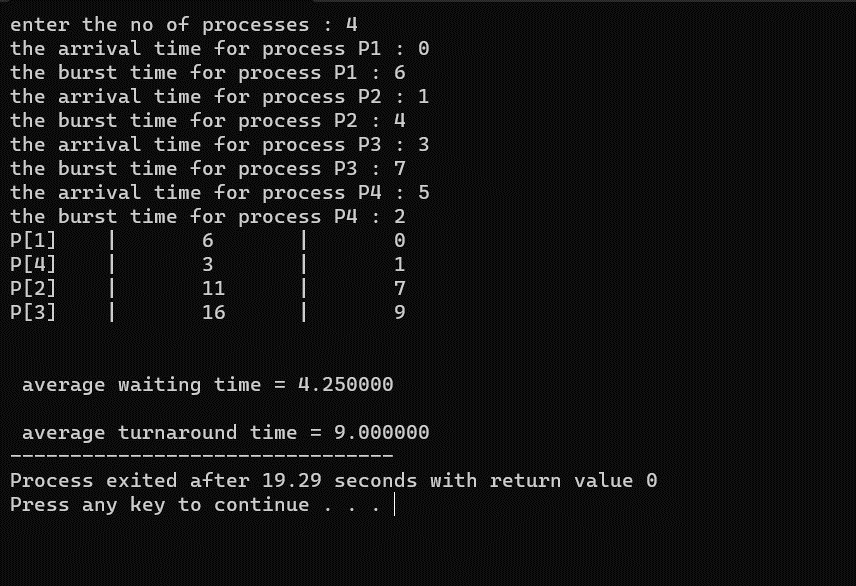 enter the no of processes : 4
the arrival time for process P1 : 0
the burst time for process P1 : 6
the arrival time for process P2 : 1
the burst time for process P2 : 4
the arrival time for process P3 : 3
the burst time for process P3 : 7
the arrival time for process P4 : 5
the burst time for process P4 : 2
P[1]    |       6       |       0
P[4]    |       3       |       1
P[2]    |       11      |       7
P[3]    |       16      |       9
average waiting time = 4.250000
average turnaround time = 9.000000
--------------------------------
Process exited after 19.29 seconds with return value 0
Press any key to continue . . .